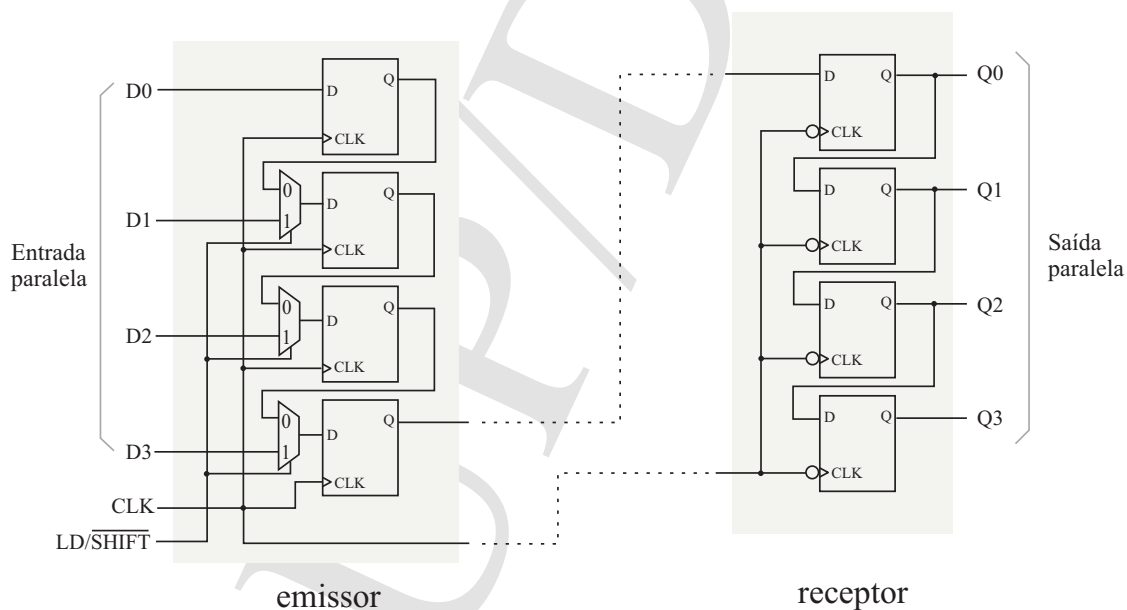 D0
D
Q
CLK
0
1
D1
D
Q
CLK
0
1
D2
D
Q
CLK
0
1
D3
D
Q
CLK
Entrada
paralela
CLK
LD/SHIFT
emissor
D
Q
CLK
Q0
D
Q
CLK
Q1
D
Q
CLK
Q2
D
Q
CLK
Q3
Saída
paralela
receptor